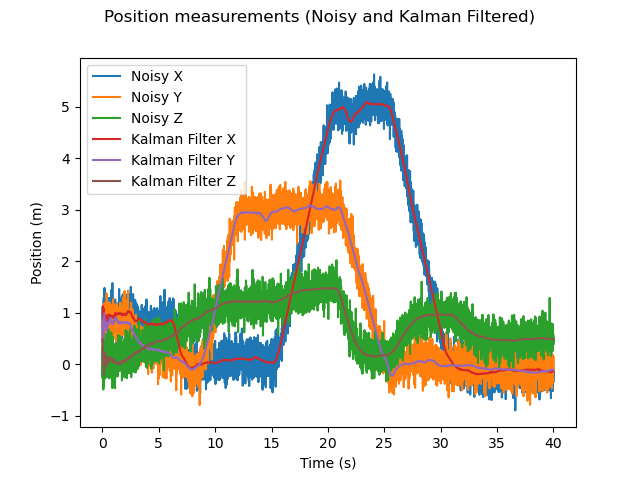 Position measurements (Noisy and Kalman Filtered)
Noisy X
Noisy Y
Noisy Z
Kalman Filter X
Kalman Filter Y
Kalman Filter Z
Position (m)
5
4
3
2
1
0
−1
0 5 10 15 20 25 30 35 40
Time (s)